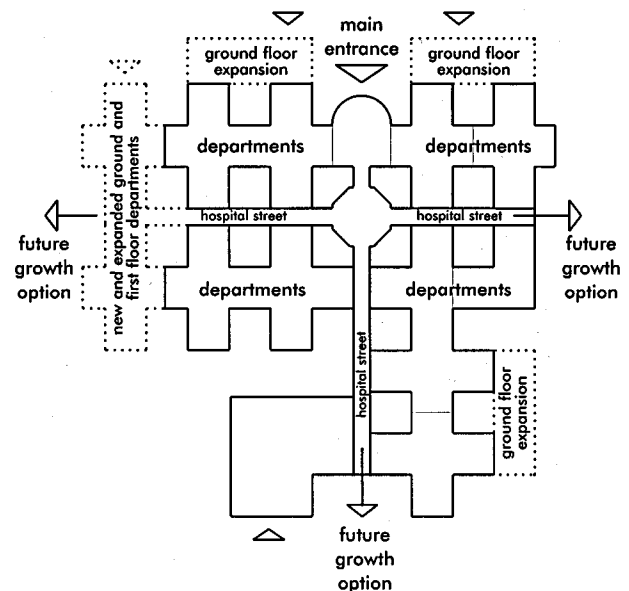 main
entrance
ground floor
expansion
ground floor
expansion
new and expanded ground and
first floor departments
departments
departments
hospital street
hospital street
future
growth
option
future
growth
option
departments
departments
hospital street
ground floor
expansion
future
growth
option